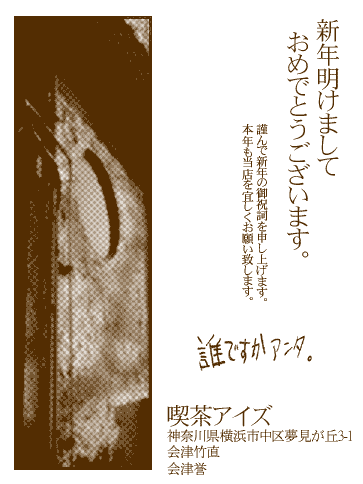 新年明けまして
おめでとうございます。
謹んで新年の御祝詞を申し上げます。
本年も当店を宜しくお願い致します。
誰ですかアンタ。
喫茶アイズ
神奈川県横浜市中区夢見が丘3-1
会津竹直
会津誉